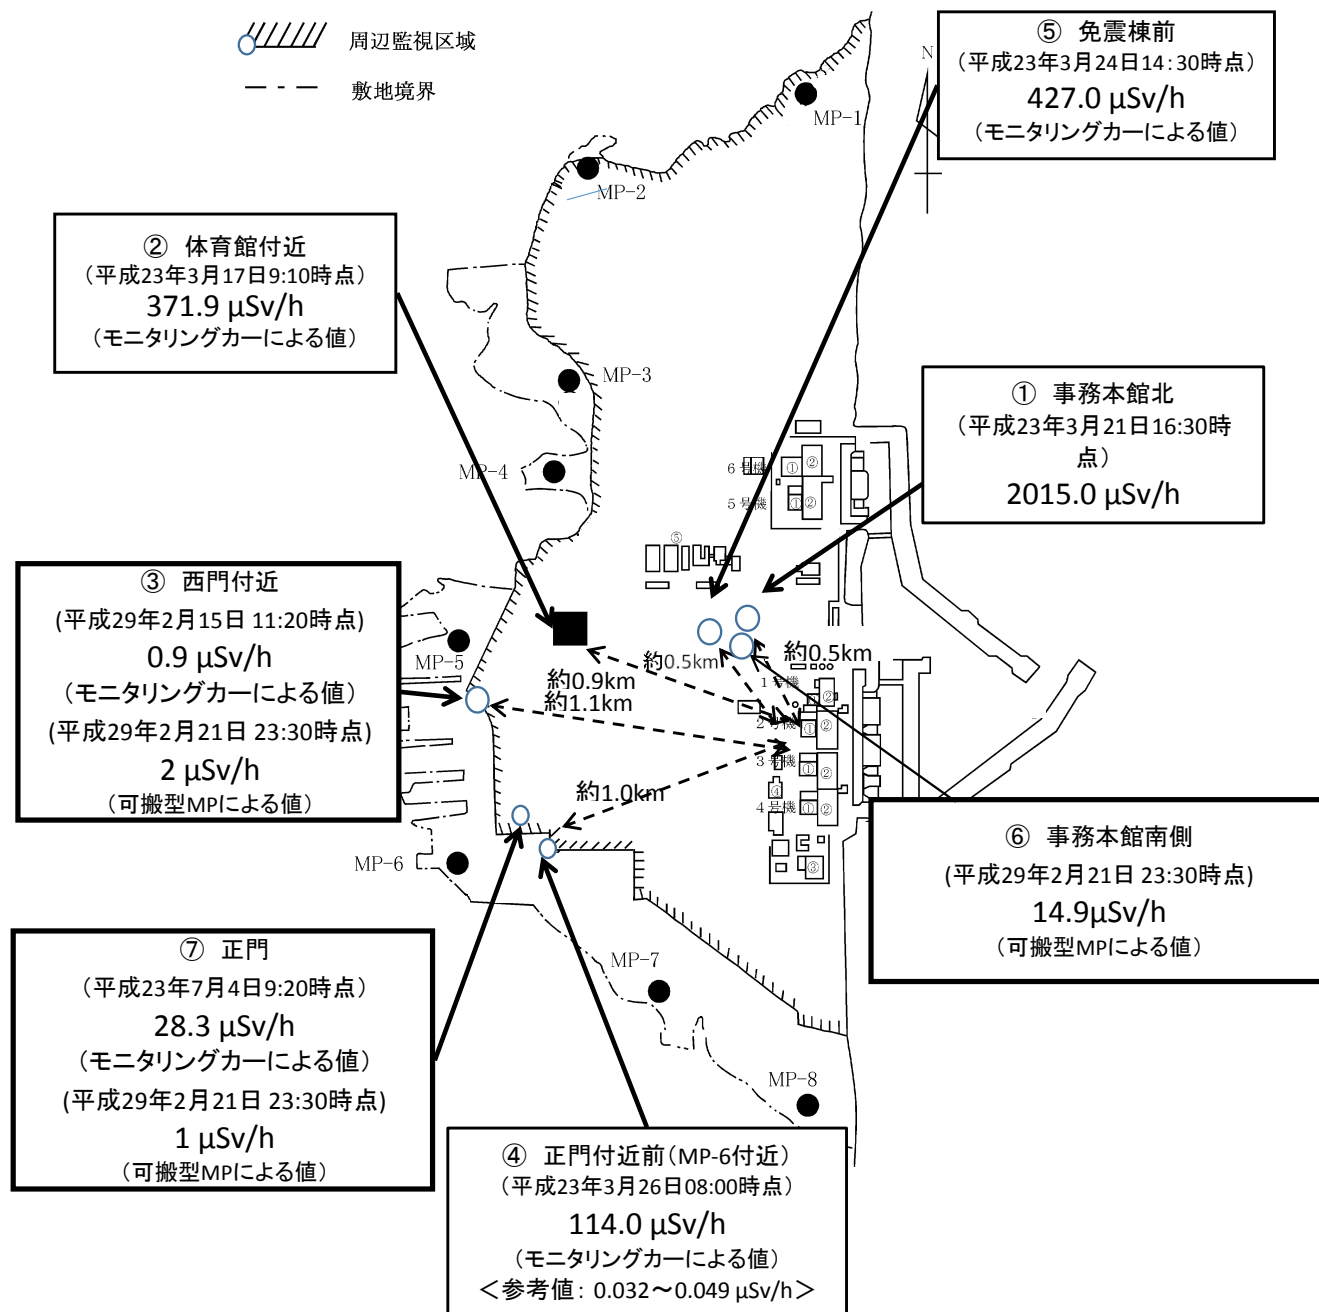 周辺監視区域
敷地境界
⑤ 免震棟前
(平成23年3月24日14:30時点)
427.0 μSv/h
(モニタリングカーによる値)
N
MP-1
MP-2
② 体育館付近
(平成23年3月17日9:10時点)
371.9 μSv/h
(モニタリングカーによる値)
MP-3
① 事務本館北
(平成23年3月21日16:30時
点)
2015.0 μSv/h
MP-4
6号機
① ②
5号機
① ②
⑤
③ 西門付近
(平成29年2月15日 11:20時点)
0.9 μSv/h
(モニタリングカーによる値)
(平成29年2月21日 23:30時点)
2 μSv/h
(可搬型MPによる値)
MP-5
約0.5km
約0.5km
約0.9km
約1.1km
1号機
②
2号機
① ②
3号機
① ②
約1.0km
④
4号機
① ②
③
⑥ 事務本館南側
(平成29年2月21日 23:30時点)
14.9μSv/h
(可搬型MPによる値)
MP-6
⑦ 正門
(平成23年7月4日9:20時点)
28.3 μSv/h
(モニタリングカーによる値)
(平成29年2月21日 23:30時点)
1 μSv/h
(可搬型MPによる値)
MP-7
MP-8
④ 正門付近前(MP-6付近)
(平成23年3月26日08:00時点)
114.0 μSv/h
(モニタリングカーによる値)
<参考値: 0.032~0.049 μSv/h>